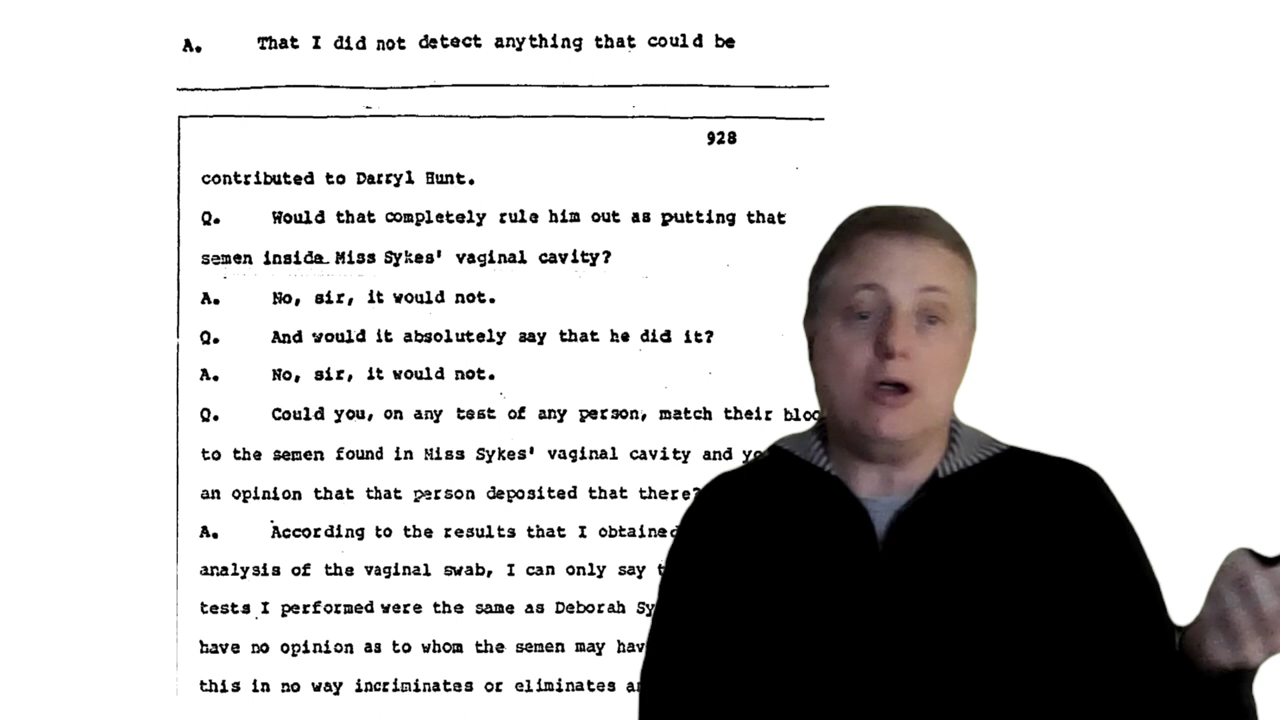 A. That I did not detect anything that could be
928
contributed to Darryl Hunt.
Q. Would that completely rule him out as putting that
semen inside Miss Sykes' vaginal cavity?
A. No, sir, it would not.
Q. And would it absolutely say that he did it?
A. No, sir, it would not.
Q. Could you, on any test of any person, match their
to the semen found in Miss Sykes' vaginal cavity and
an opinion that that person deposited that there?
A. According to the results that I obtained
analysis of the vaginal swab, I can only say
tests I performed were the same as Deborah
have no opinion as to whom the semen may
this in no way incriminates or eliminates